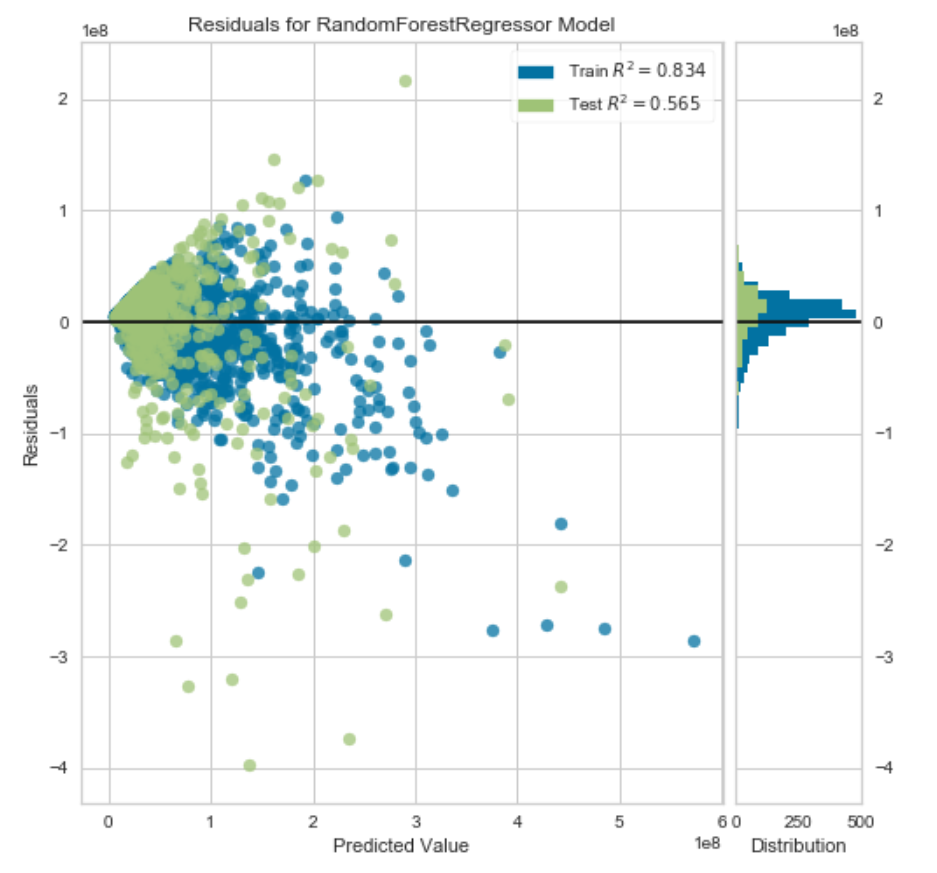 Residuals for RandomForestRegressor Model
1e8
1e8
Train R² = 0.834
Test R² = 0.565
2
1
0
−1
−2
−3
−4
2
1
0
−1
−2
−3
−4
Residuals
0 1 2 3 4 5 6
1e8
Predicted Value
0 250 500
Distribution